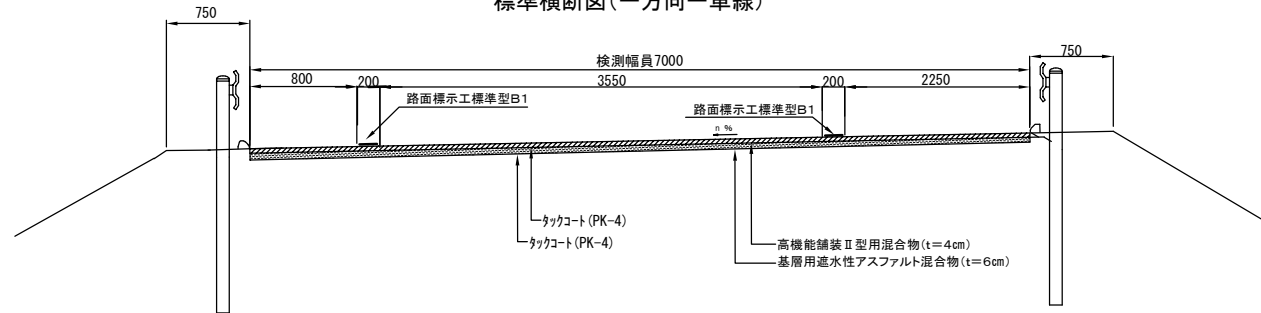 標準横断図(一方向一車線)
750
750
検測幅員7000
800
200
3550
200
2250
路面標示工標準型B1
路面標示工標準型B1
n %
タックコート(PK-4)
タックコート(PK-4)
高機能舗装Ⅱ型用混合物(t=4cm)
基層用遮水性アスファルト混合物(t=6cm)